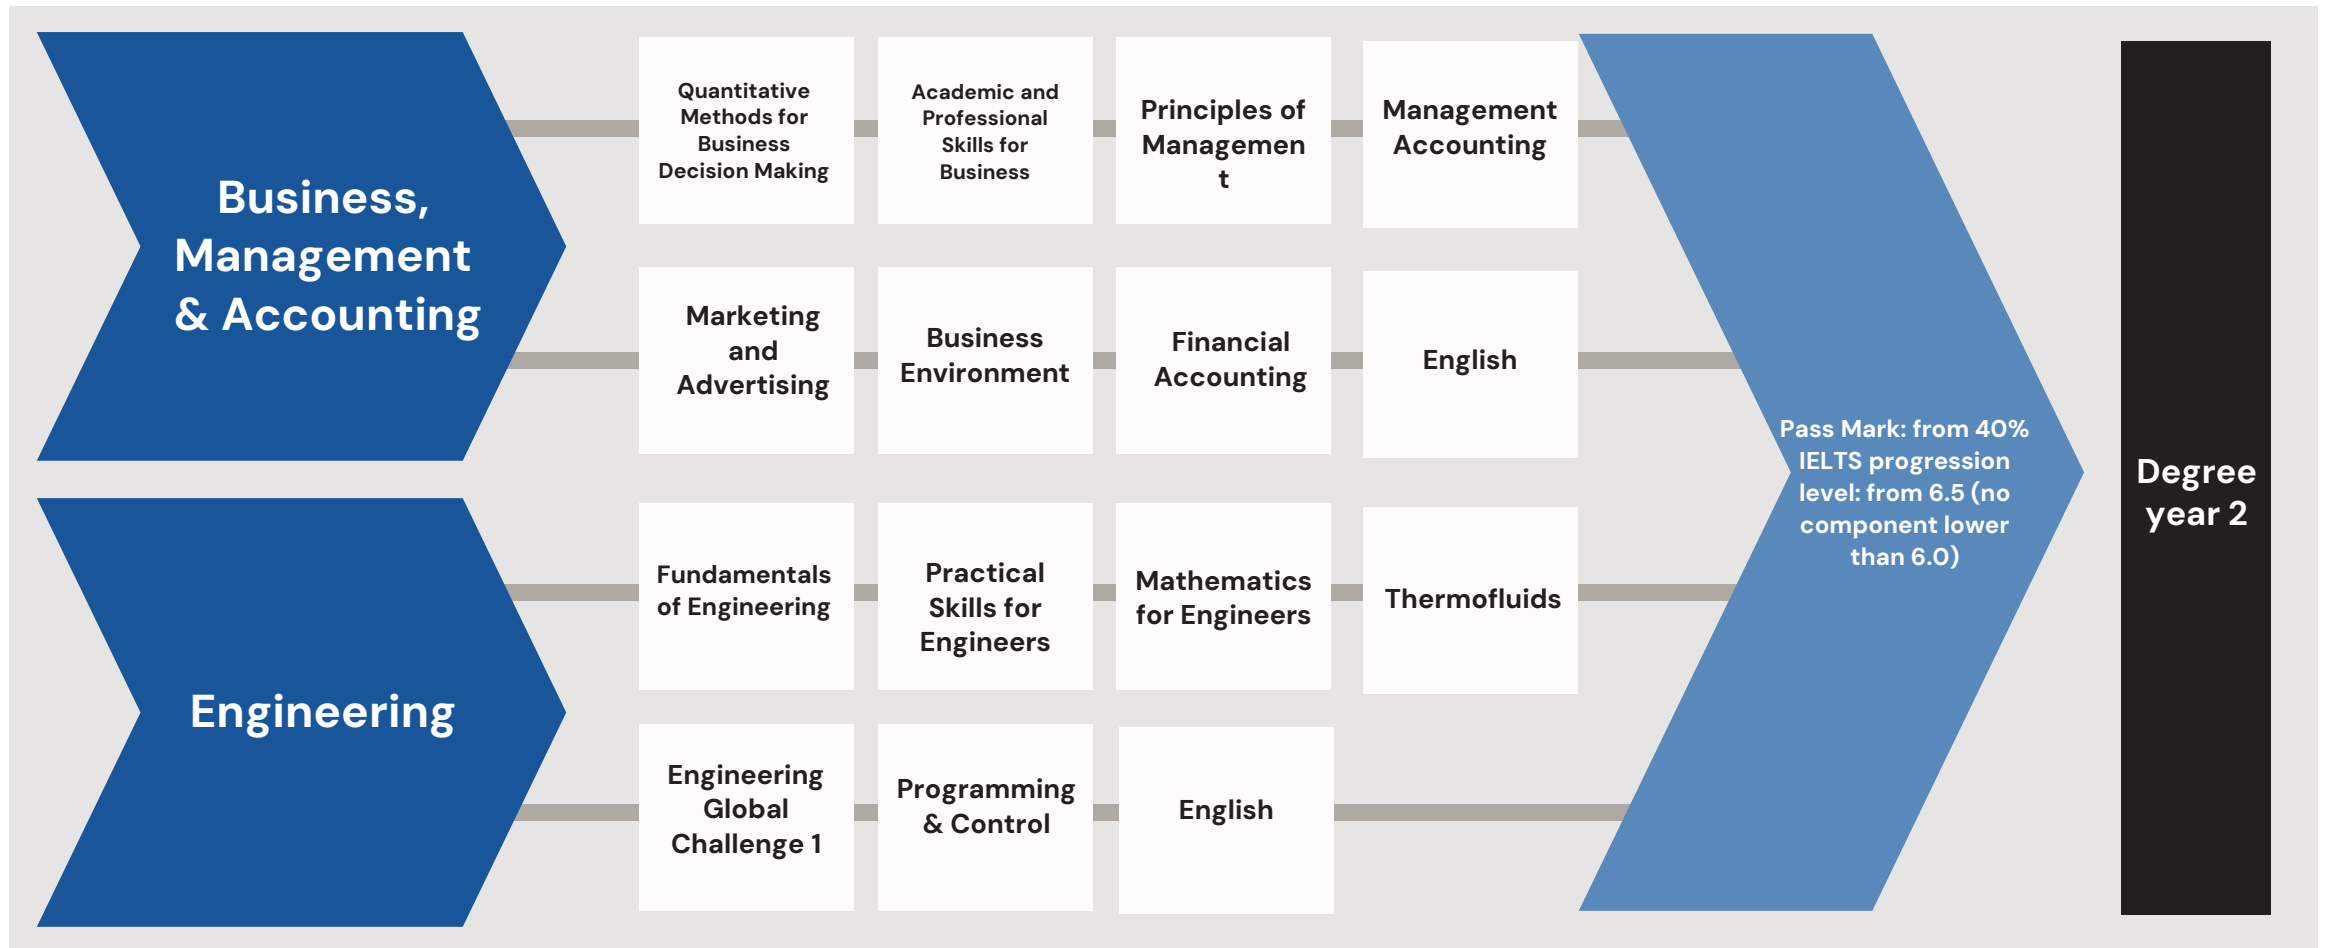 Business,
Management
& Accounting
Quantitative
Methods for
Business
Decision Making
Academic and
Professional
Skills for
Business
Principles of
Managemen
t
Management
Accounting
Marketing
and
Advertising
Business
Environment
Financial
Accounting
English
Engineering
Fundamentals
of Engineering
Practical
Skills for
Engineers
Mathematics
for Engineers
Thermofluids
Engineering
Global
Challenge 1
Programming
& Control
English
Pass Mark: from 40%
IELTS progression
level: from 6.5 (no
component lower
than 6.0)
Degree
year 2